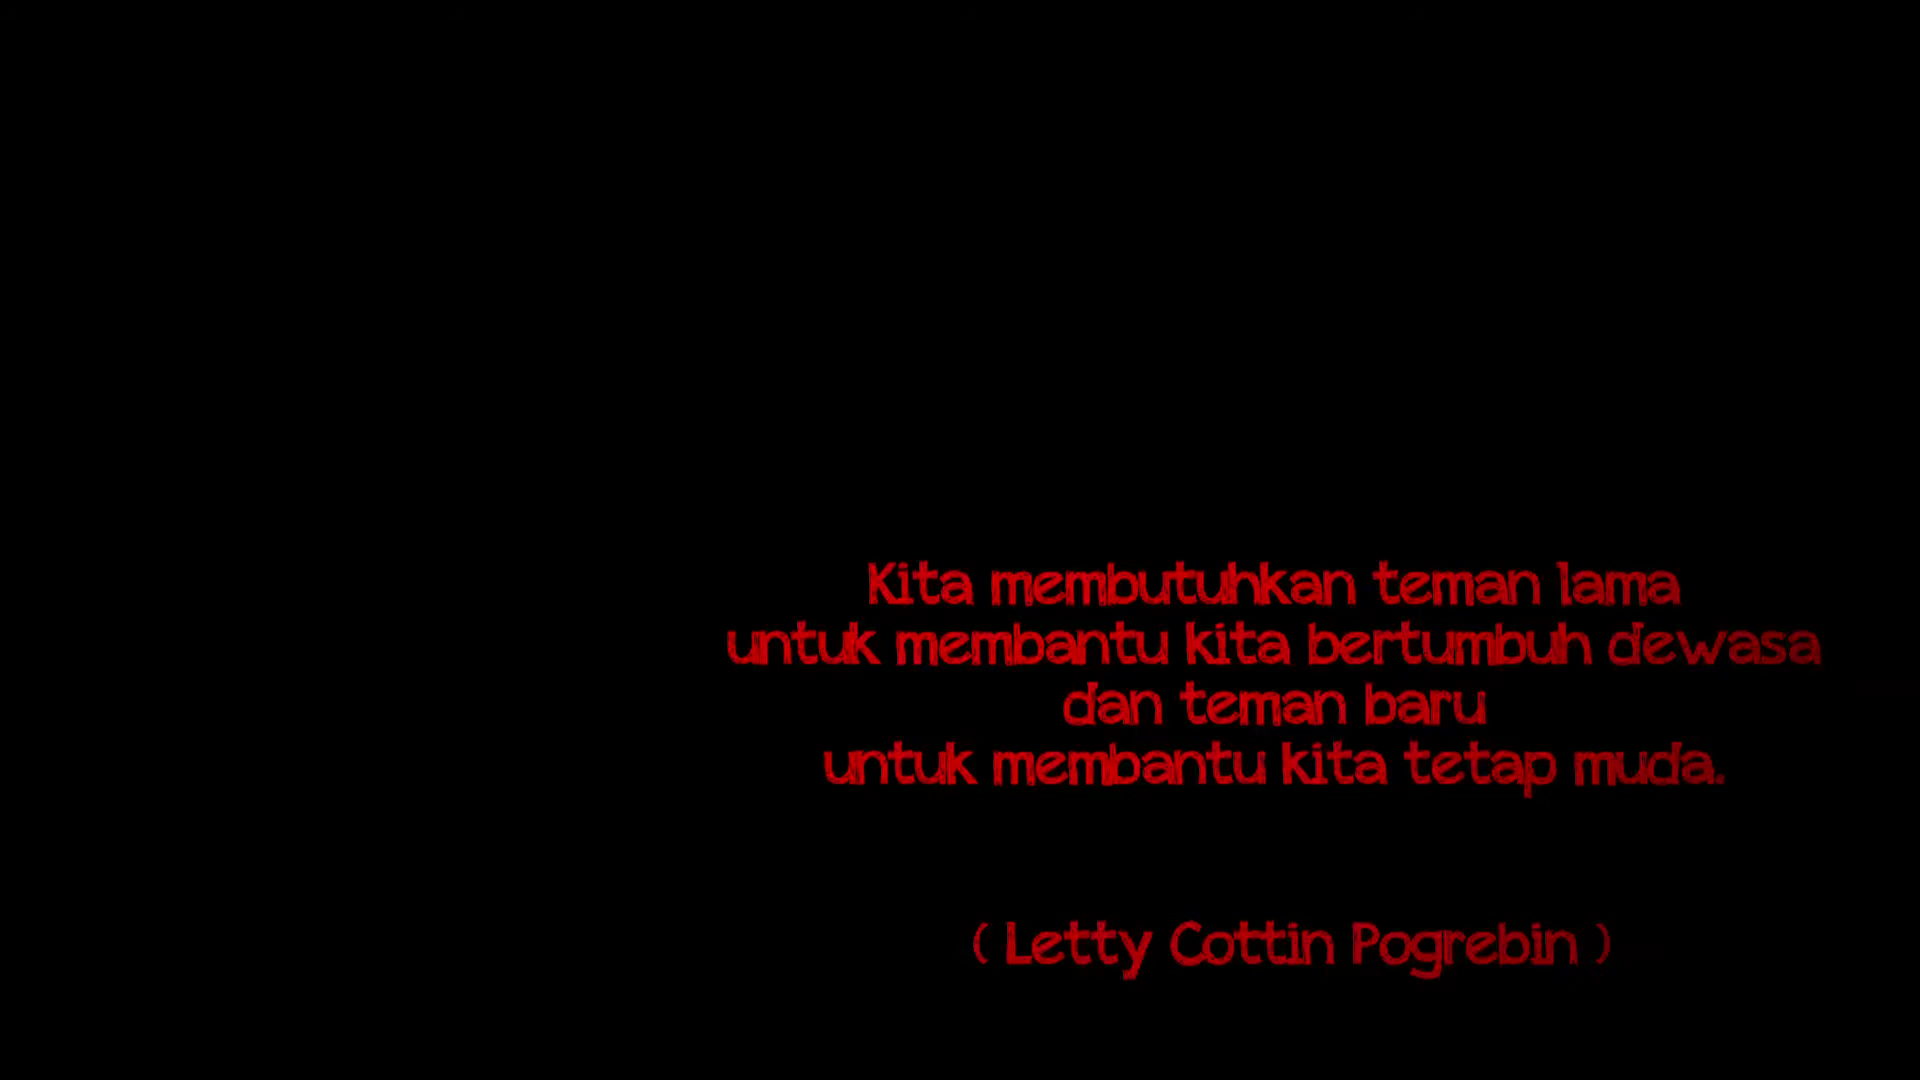 Kita membutuhkan teman lama
untuk membantu kita bertumbuh dewasa
dan teman baru
untuk membantu kita tetap muda.
( Letty Cottin Pogrebin )